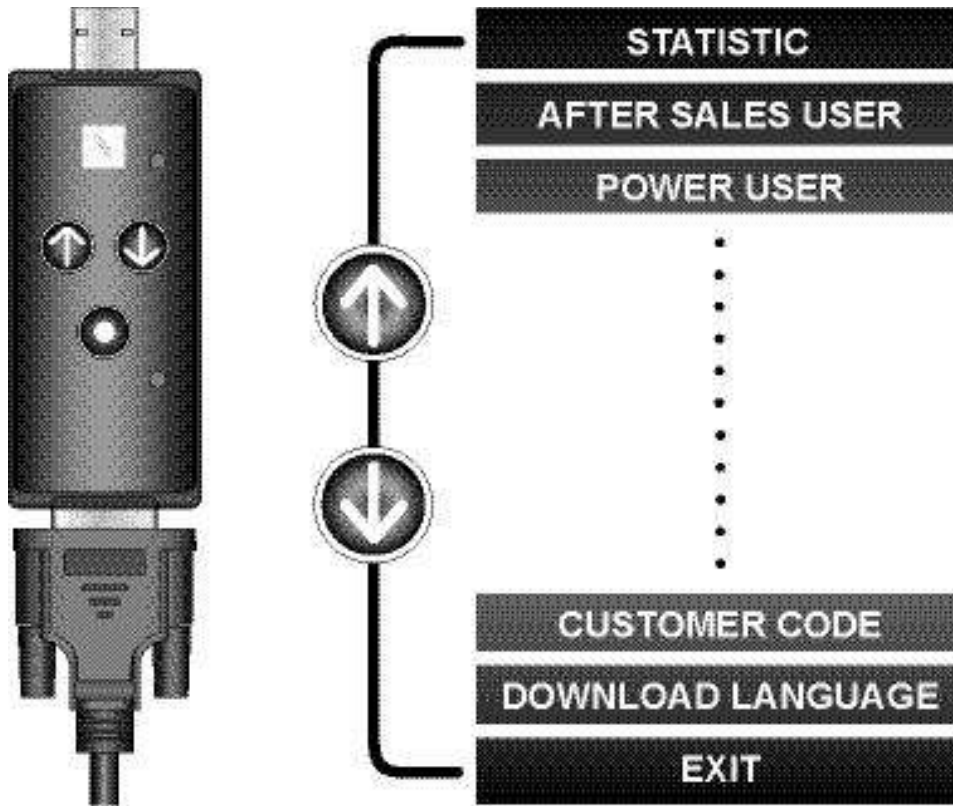 STATISTIC
AFTER SALES USER
POWER USER
CUSTOMER CODE
DOWNLOAD LANGUAGE
EXIT